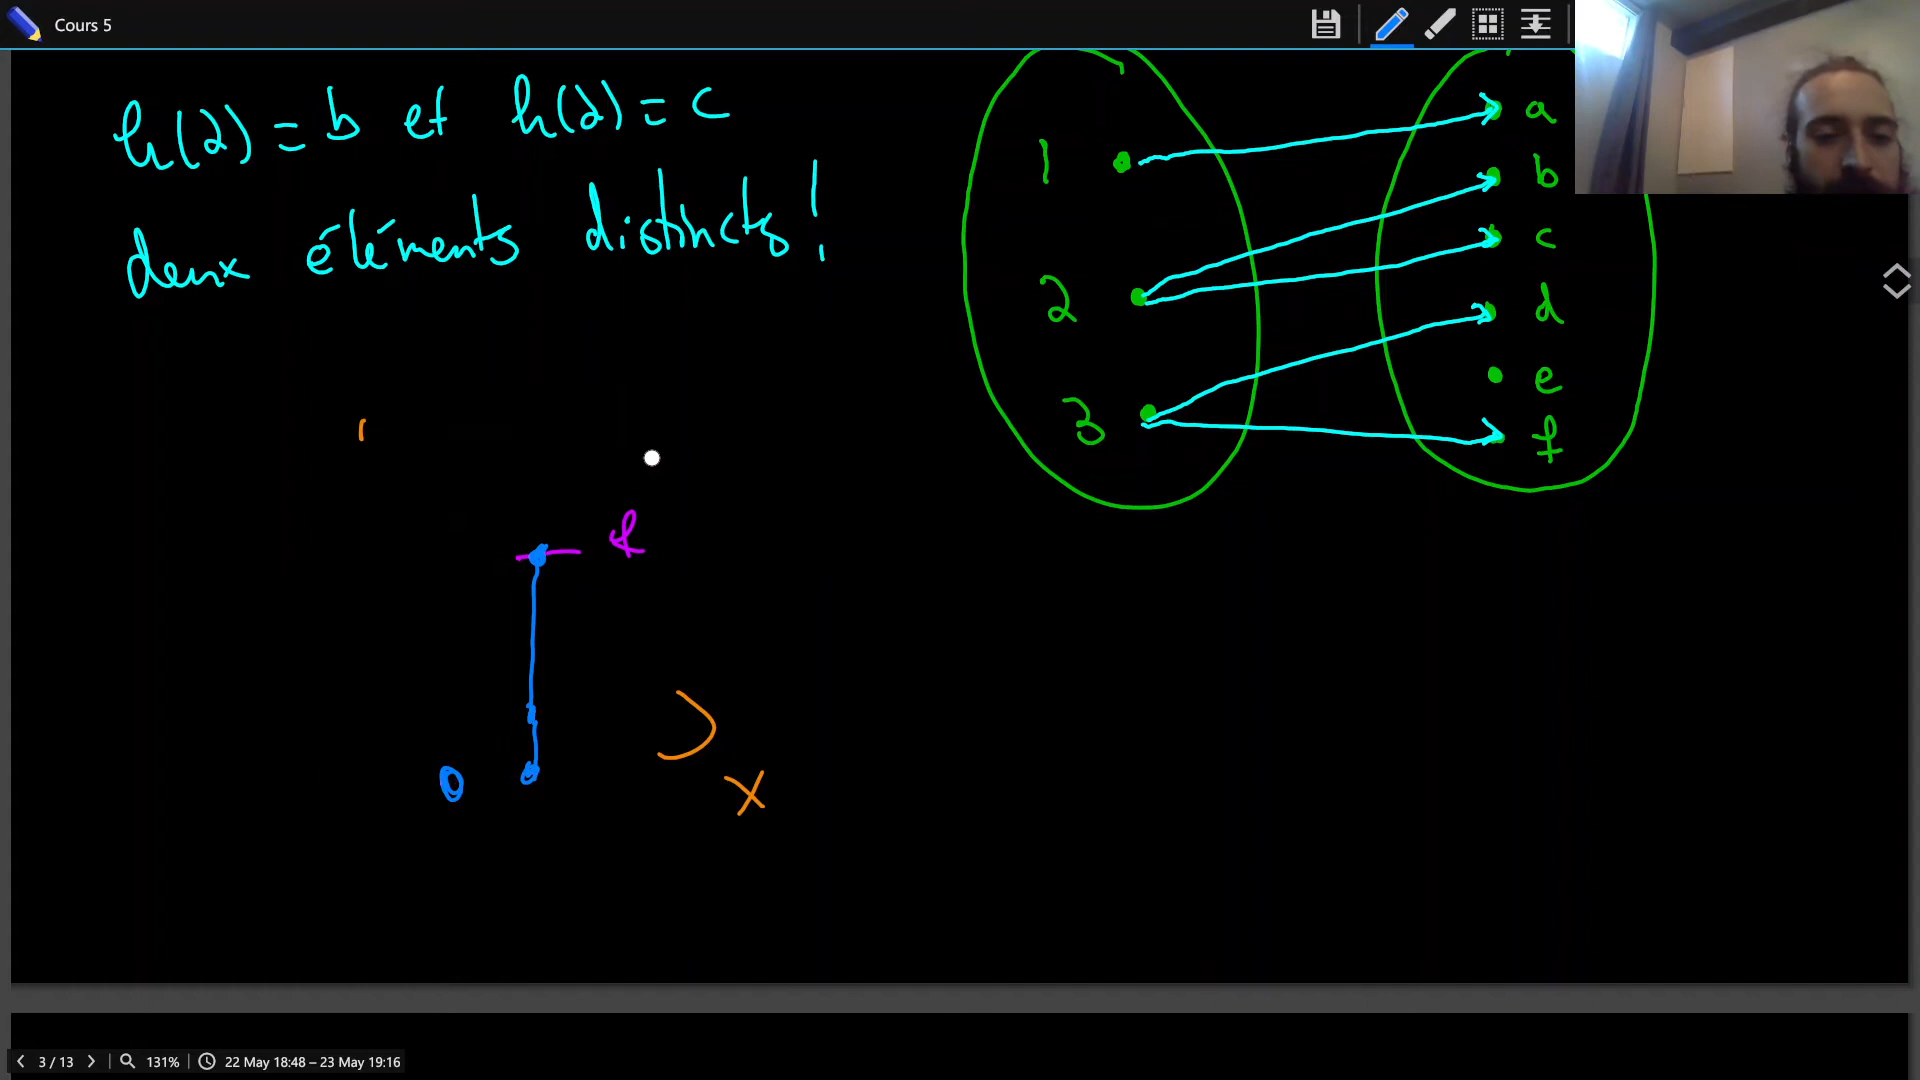 Cours 5
h(2) = b et h(2) = c
deux éléments distincts!
1
2
3
a
b
c
d
e
f
0
x
3 / 13
131%
22 May 18:48 – 23 May 19:16